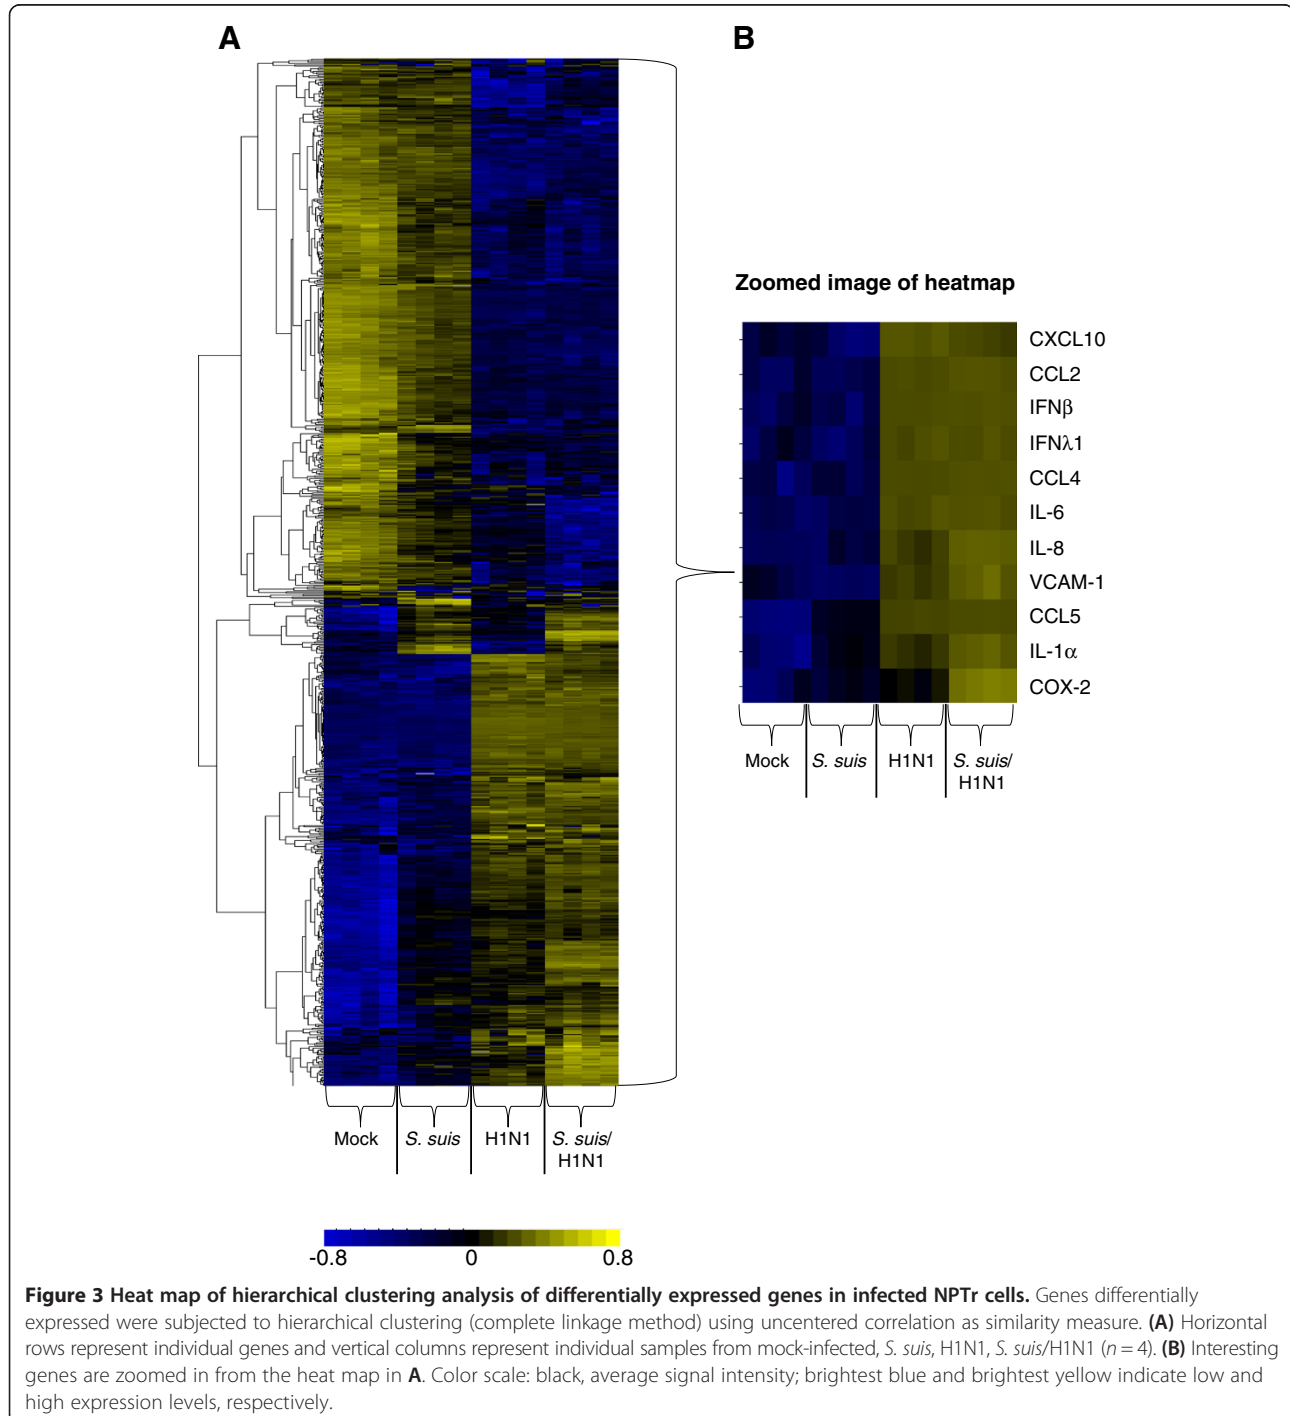 A
B
Zoomed image of heatmap
CXCL10
CCL2
IFNβ
IFNλ1
CCL4
IL-6
IL-8
VCAM-1
CCL5
IL-1α
COX-2
Mock
S. suis
H1N1
S. suis/
H1N1
Mock
S. suis
H1N1
S. suis/
H1N1
-0.8
0
0.8
Figure 3 Heat map of hierarchical clustering analysis of differentially expressed genes in infected NPTr cells. Genes differentially
expressed were subjected to hierarchical clustering (complete linkage method) using uncentered correlation as similarity measure. (A) Horizontal
rows represent individual genes and vertical columns represent individual samples from mock-infected, S. suis, H1N1, S. suis/H1N1 (n = 4). (B) Interesting
genes are zoomed in from the heat map in A. Color scale: black, average signal intensity; brightest blue and brightest yellow indicate low and
high expression levels, respectively.